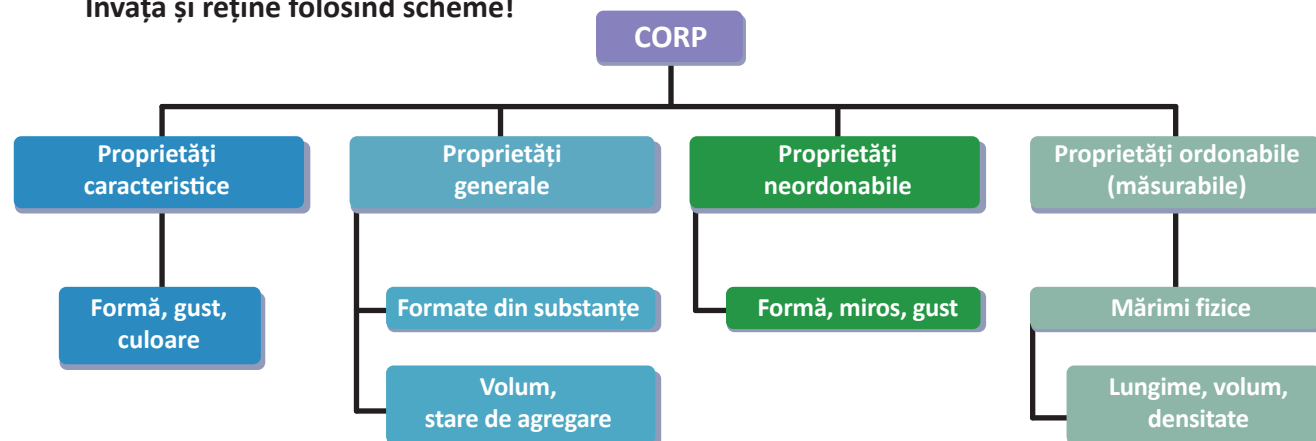 Învață și reține folosind scheme!
CORP
Proprietăți
caracteristice
Proprietăți
generale
Proprietăți
neordonabile
Proprietăți ordonabile
(măsurabile)
Formă, gust,
culoare
Formate din substanțe
Volum,
stare de agregare
Formă, miros, gust
Mărimi fizice
Lungime, volum,
densitate